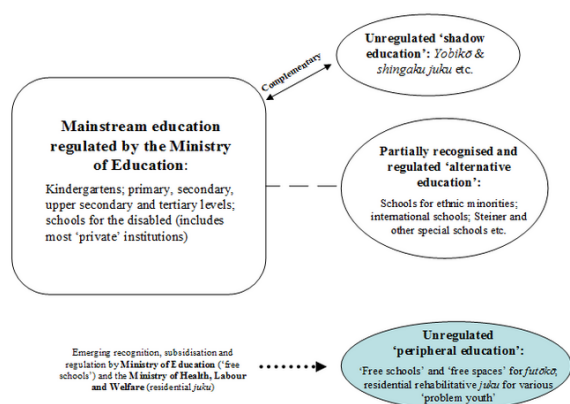 Unregulated ‘shadow
education’: Yobikō &
shingaku juku etc.
Complementary
Mainstream education
regulated by the Ministry
of Education:
Kindergartens; primary, secondary,
upper secondary and tertiary levels;
schools for the disabled (includes
most ‘private’ institutions)
Partially recognised and
regulated ‘alternative
education’:
Schools for ethnic minorities;
international schools; Steiner and
other special schools etc.
Emerging recognition, subsidisation and
regulation by Ministry of Education (‘free
schools’) and the Ministry of Health, Labour
and Welfare (residential juku)
Unregulated
‘peripheral education’:
‘Free schools’ and ‘free spaces’ for futōkō;
residential rehabilitative juku for various
‘problem youth’